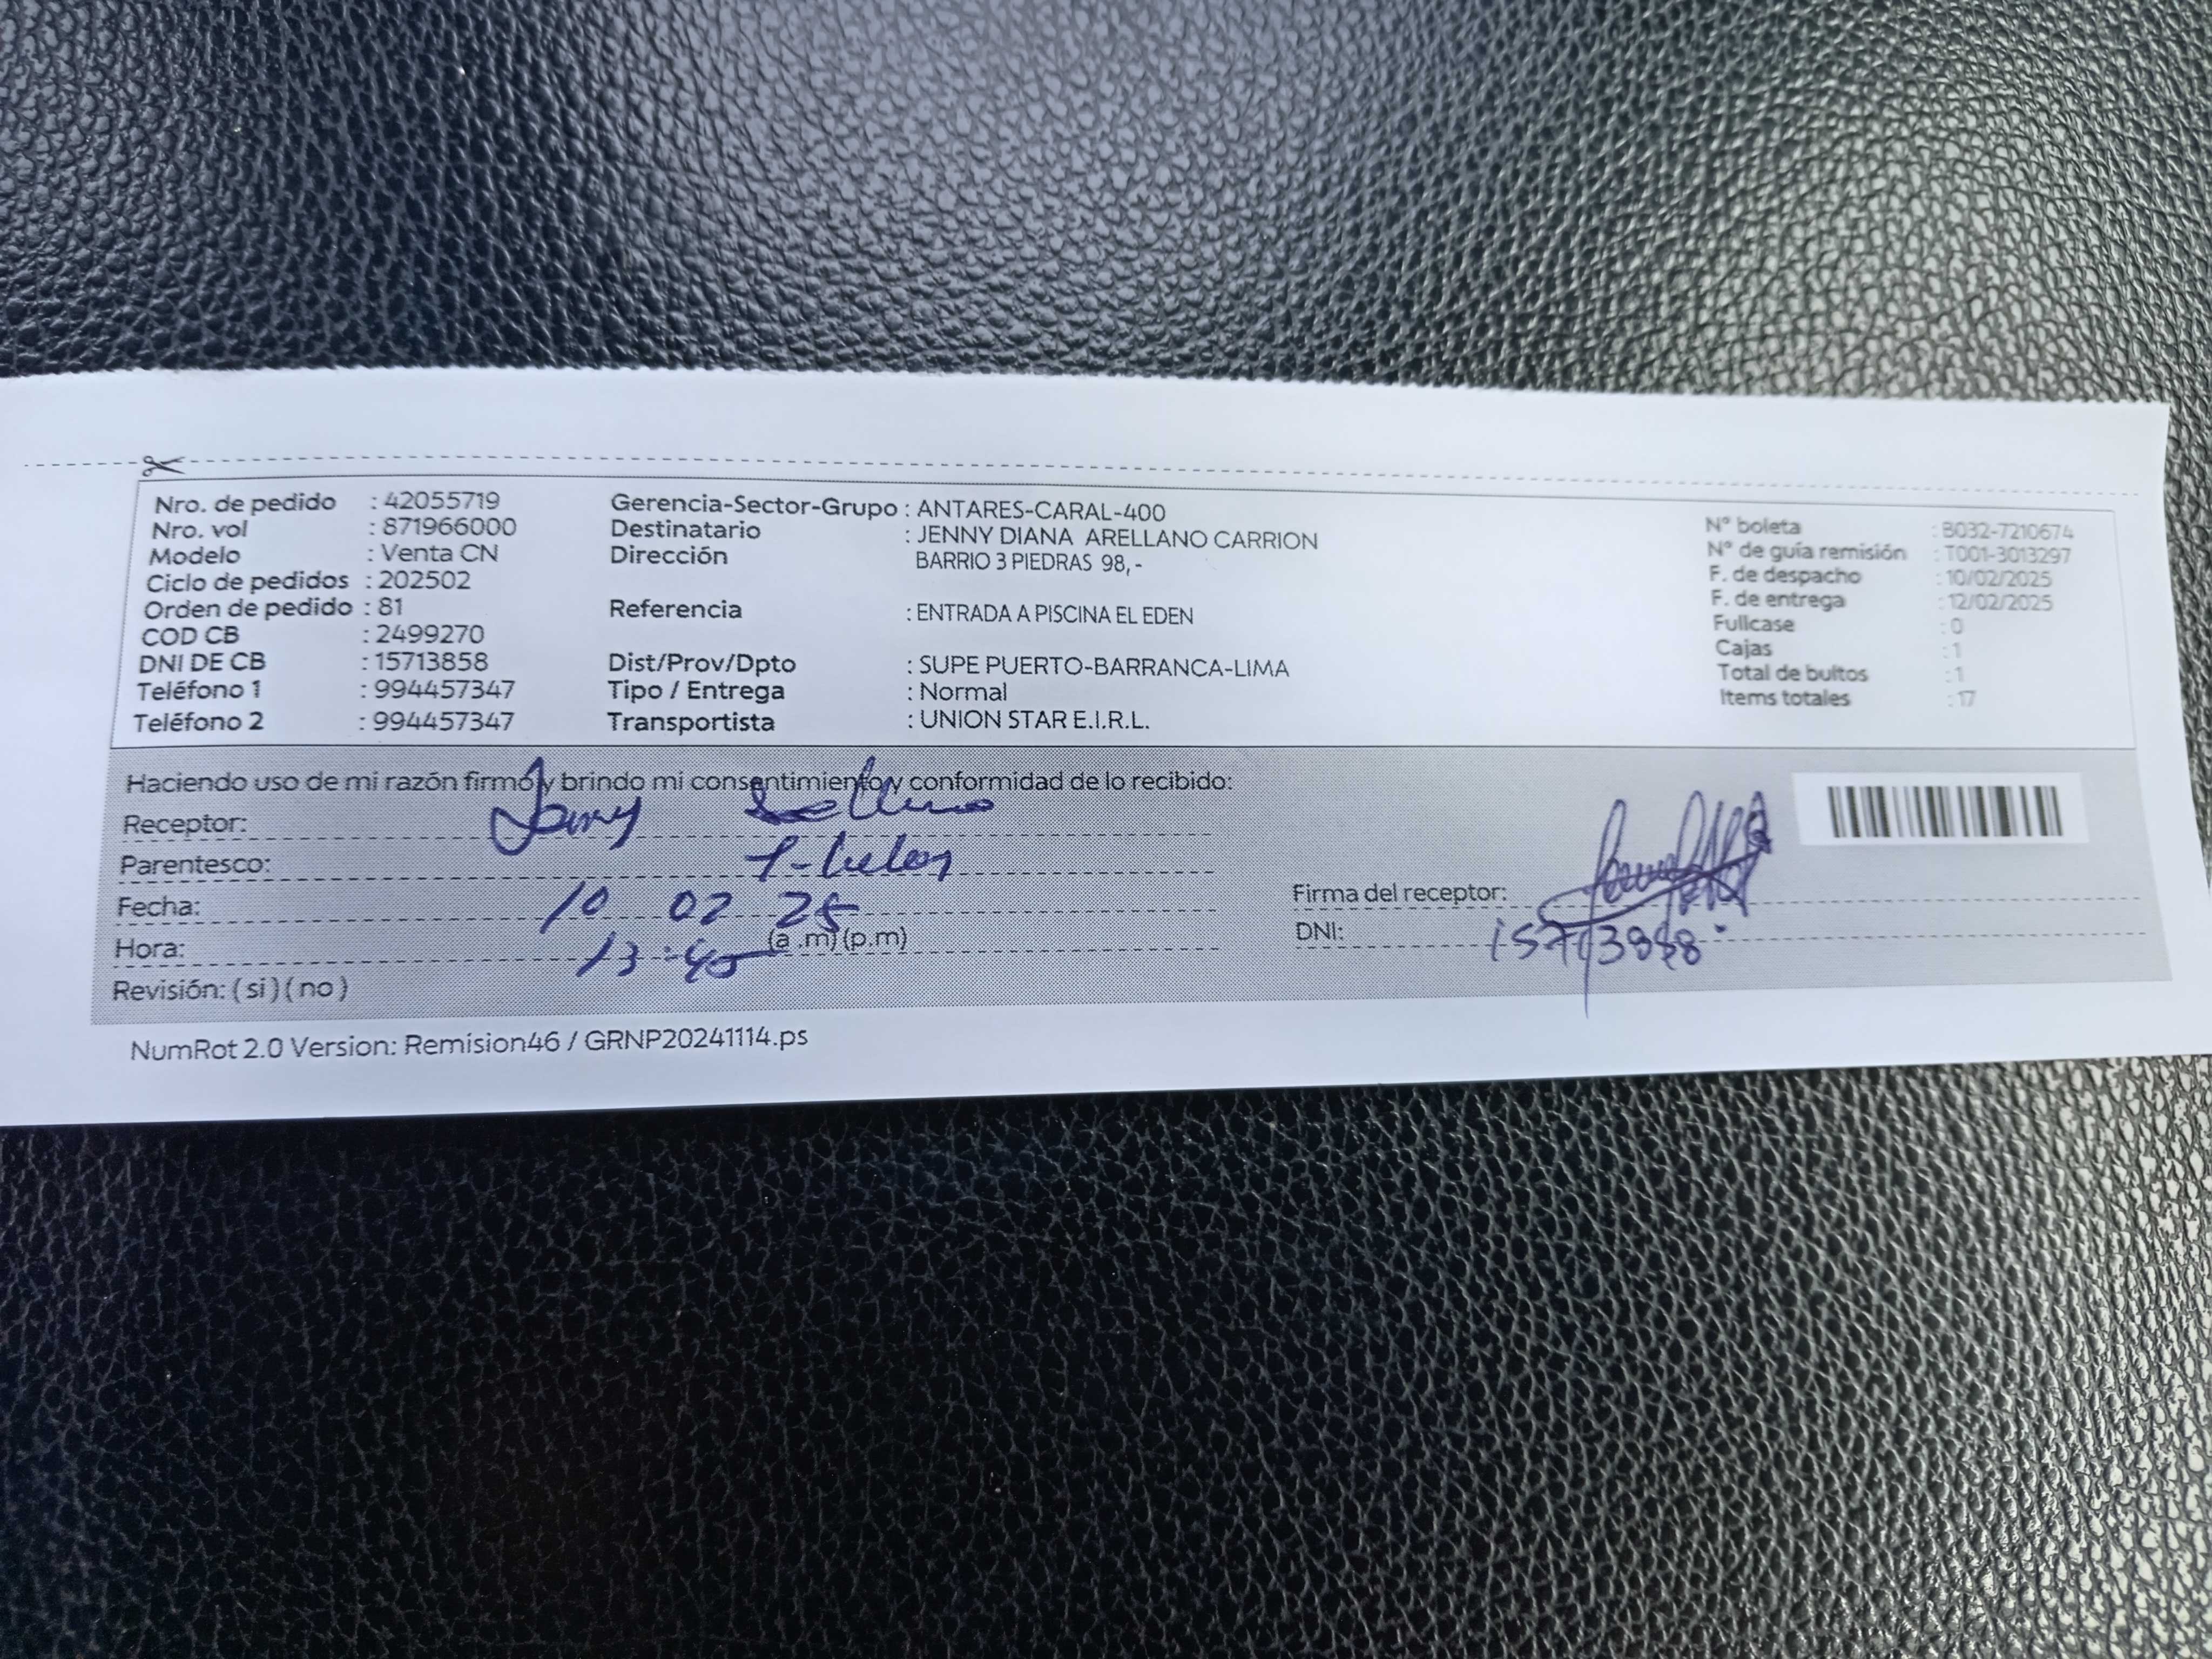 Nro. de pedido : 42055719
Nro. vol : 871966000
Modelo : Venta CN
Ciclo de pedidos : 202502
Orden de pedido : 81
COD CB : 2499270
DNI DE CB : 15713858
Teléfono 1 : 994457347
Teléfono 2 : 994457347
Gerencia-Sector-Grupo : ANTARES-CARAL-400
Destinatario : JENNY DIANA ARELLANO CARRION
Dirección BARRIO 3 PIEDRAS 98,-
Referencia : ENTRADA A PISCINA EL EDEN
Dist/Prov/Dpto : SUPE PUERTO-BARRANCA-LIMA
Tipo / Entrega : Normal
Transportista : UNION STAR E.I.R.L.
N° boleta : B032-7210674
N° de guía remisión : T001-3013297
F. de despacho : 10/02/2025
F. de entrega : 12/02/2025
Fullcase : 0
Cajas : 1
Total de bultos : 1
Items totales : 17
Haciendo uso de mi razón firmó y brindo mi consentimiento y conformidad de lo recibido:
Receptor:
Parentesco:
Fecha: 10 02 25
Hora: 13:45 (a.m)(p.m)
Revisión: (si)(no)
Firma del receptor:
DNI:
NumRot 2.0 Version: Remísion46 / GRNP20241114.ps